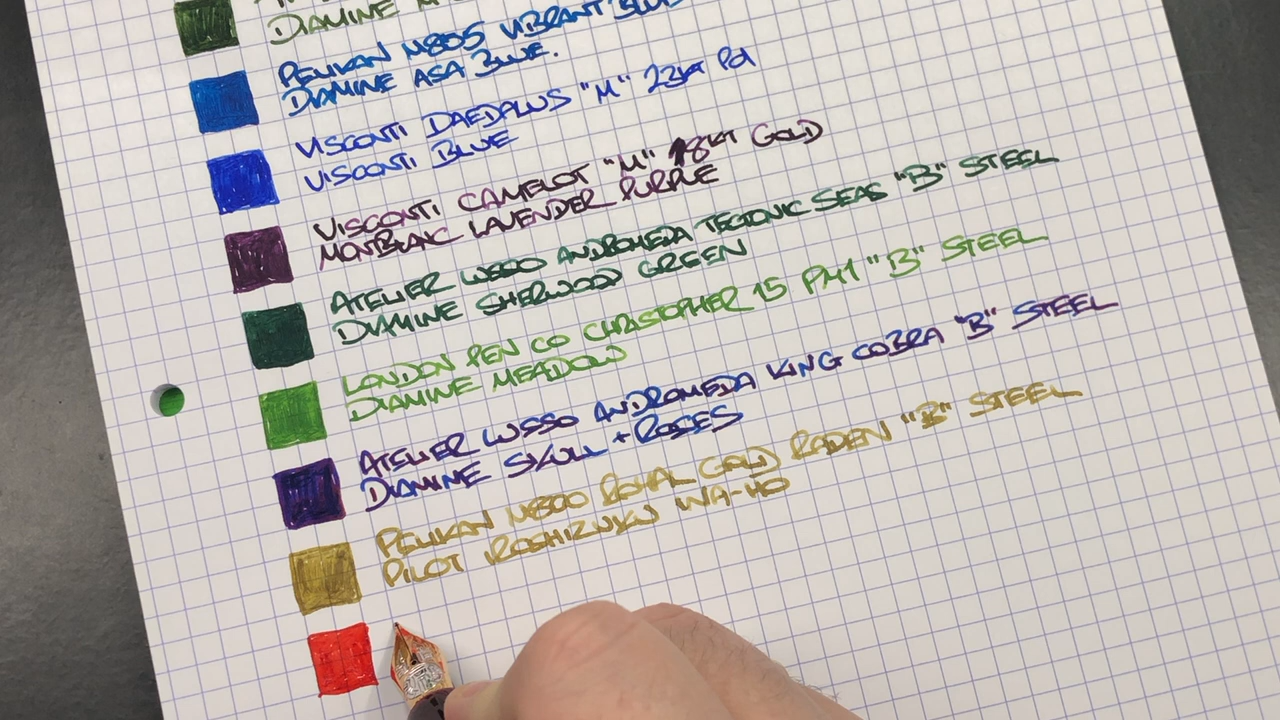 DIAMINE M
PELIKAN M805 VIBRANT BLUE
DIAMINE ASA BLUE.
VISCONTI DAEDALUS "M" 23kt Pd
VISCONTI BLUE
VISCONTI CAMELOT "M" 18KT GOLD
MONTBLANC LAVENDER PURPLE
ATELIER LUSSO ANDROMEDA TECTONIC SEAS "B" STEEL
DIAMINE SHERWOOD GREEN
LONDON PEN CO CHRISTOPHER 15 PM1 "B" STEEL
DIAMINE MEADOW
ATELIER LUSSO ANDROMEDA KING COBRA "B" STEEL
DIAMINE SKULL + ROSES
PELIKAN M800 ROYAL GOLD RADEN "B" STEEL
PILOT IROSHIZUKU INA-HO